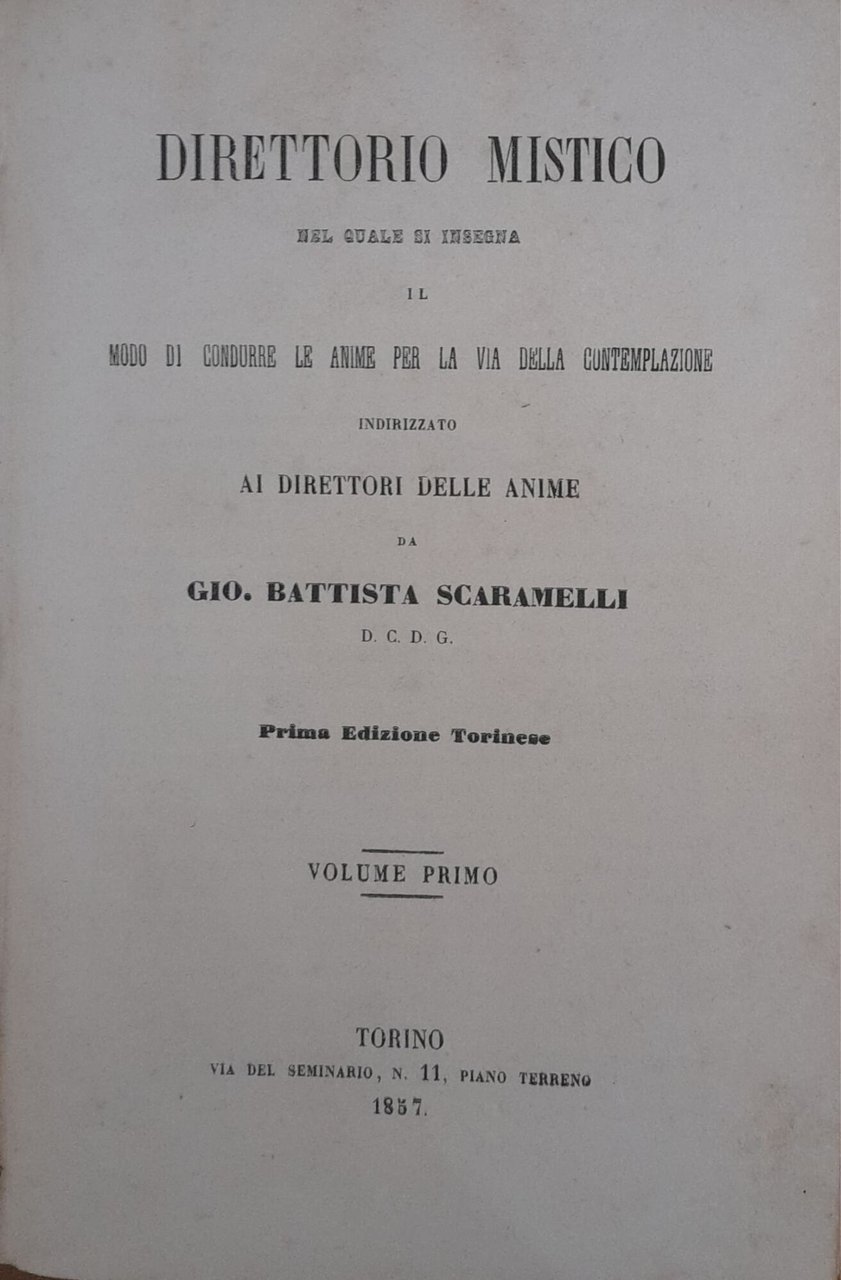 DIRETTORIO MISTICO
NEL QUALE SI INSEGNA
IL
MODO DI CONDURRE LE ANIME PER LA VIA DELLA CONTEMPLAZIONE
INDIRIZZATO
AI DIRETTORI DELLE ANIME
DA
GIO. BATTISTA SCARAMELLI
D. C. D. G.
Prima Edizione Torinese
VOLUME PRIMO
TORINO
VIA DEL SEMINARIO, N. 11, PIANO TERRENO
1857.